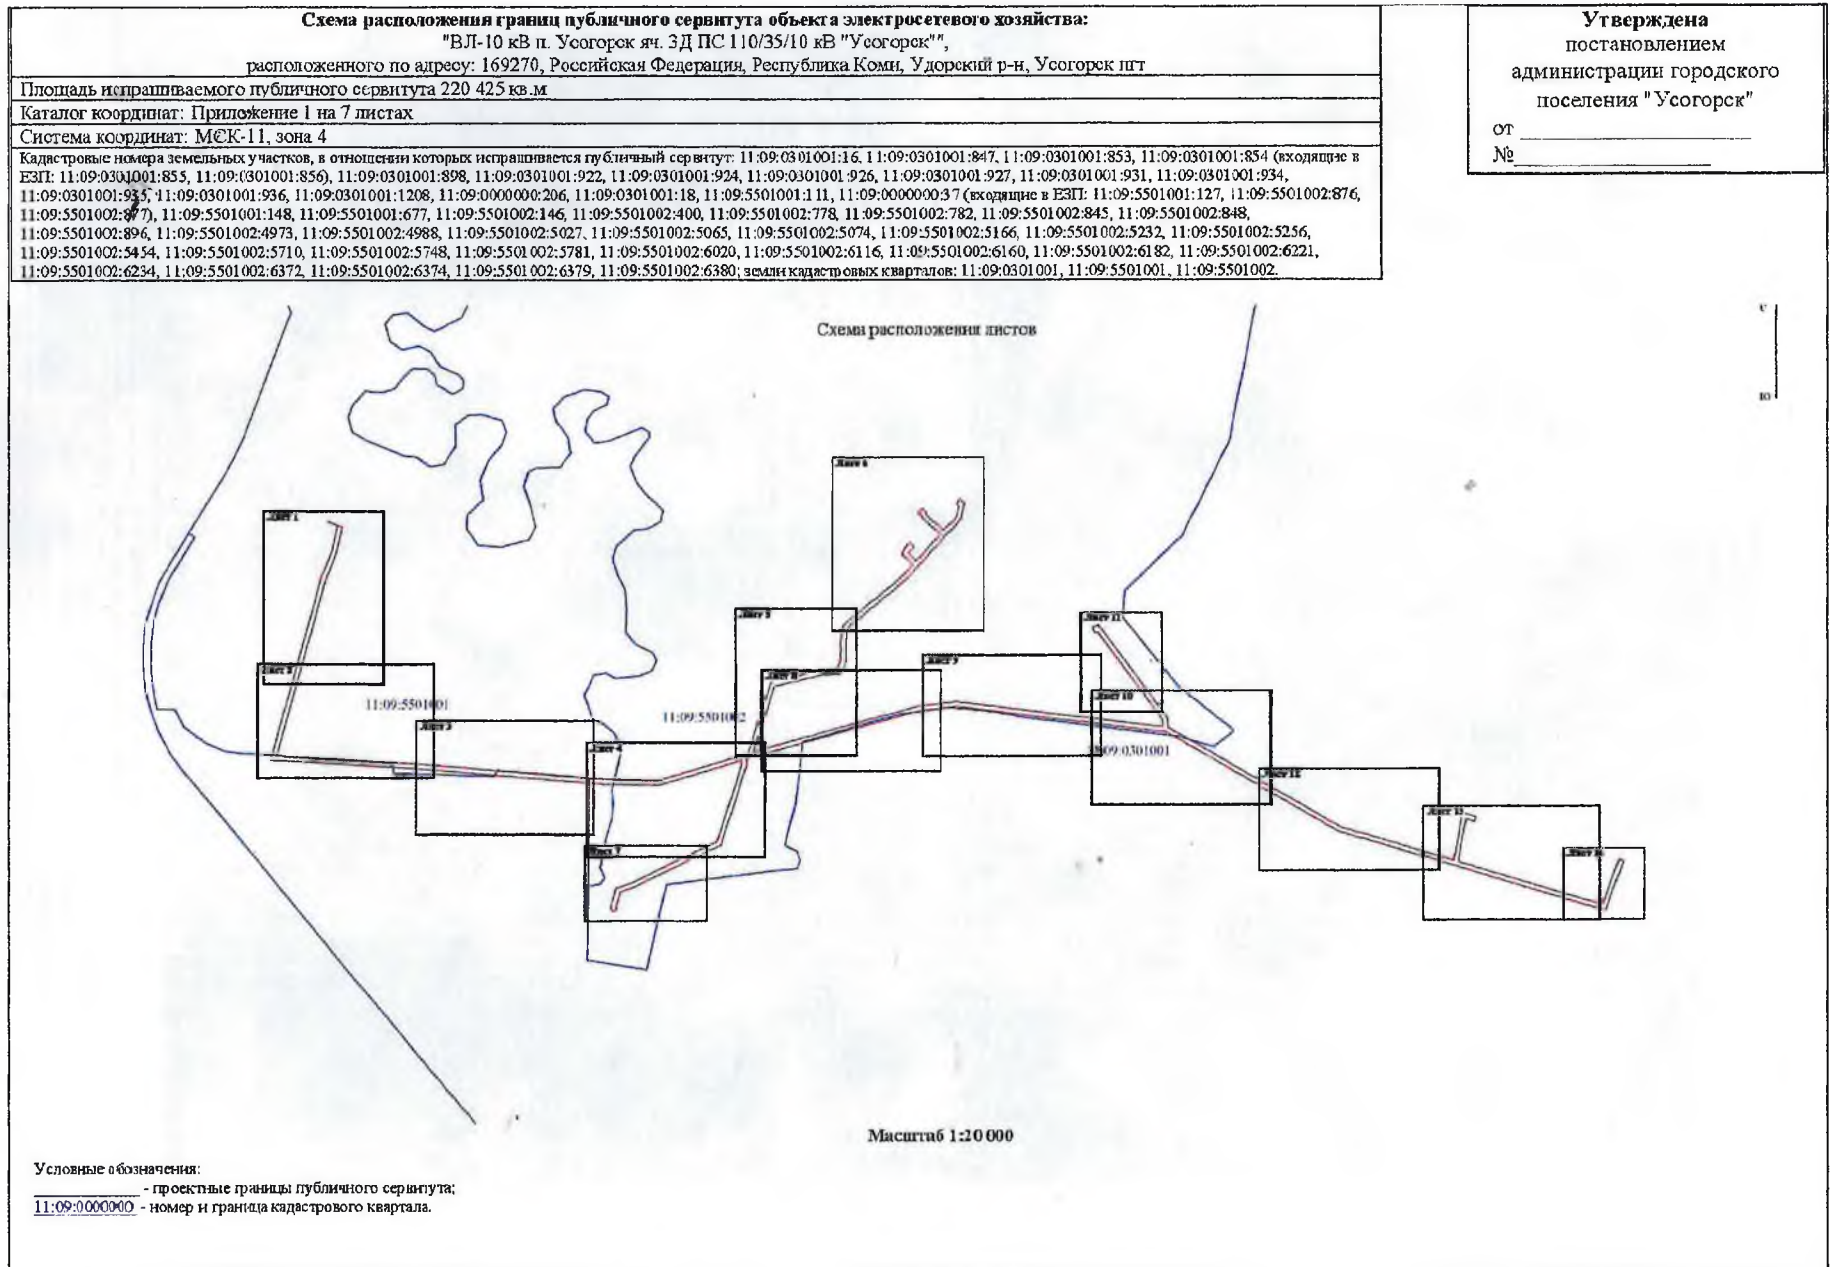 Схема расположения границ публичного сервитута объекта электросетевого хозяйства:
"ВЛ-10 кВ п. Усогорск яч. 3Д ПС 110/35/10 кВ "Усогорск"",
расположенного по адресу: 169270, Российская Федерация, Республика Коми, Удорский р-н, Усогорск пгт
Площадь испрашиваемого публичного сервитута 220 425 кв.м
Каталог координат: Приложение 1 на 7 листах
Система координат: МСК-11, зона 4
Кадастровые номера земельных участков, в отношении которых испрашивается публичный сервитут: 11:09:0301001:16, 11:09:0301001:847, 11:09:0301001:853, 11:09:0301001:854 (входящие в
ЕЗП: 11:09:0301001:855, 11:09:0301001:856), 11:09:0301001:898, 11:09:0301001:922, 11:09:0301001:924, 11:09:0301001:926, 11:09:0301001:927, 11:09:0301001:931, 11:09:0301001:934,
11:09:0301001:935, 11:09:0301001:936, 11:09:0301001:1208, 11:09:0000000:206, 11:09:0301001:18, 11:09:5501001:111, 11:09:0000000:37 (входящие в ЕЗП: 11:09:5501001:127, 11:09:5501002:876,
11:09:5501002:877), 11:09:5501001:148, 11:09:5501001:677, 11:09:5501002:146, 11:09:5501002:400, 11:09:5501002:778, 11:09:5501002:782, 11:09:5501002:845, 11:09:5501002:848,
11:09:5501002:896, 11:09:5501002:4973, 11:09:5501002:4988, 11:09:5501002:5027, 11:09:5501002:5065, 11:09:5501002:5074, 11:09:5501002:5166, 11:09:5501002:5232, 11:09:5501002:5256,
11:09:5501002:5454, 11:09:5501002:5710, 11:09:5501002:5748, 11:09:5501002:5781, 11:09:5501002:6020, 11:09:5501002:6116, 11:09:5501002:6160, 11:09:5501002:6182, 11:09:5501002:6221,
11:09:5501002:6234, 11:09:5501002:6372, 11:09:5501002:6374, 11:09:5501002:6379, 11:09:5501002:6380; земли кадастровых кварталов: 11:09:0301001, 11:09:5501001, 11:09:5501002.
Утверждена
постановлением
администрации городского
поселения "Усогорск"
от
№
Схема расположения листов
С
Ю
Лист 6
Лист 1
Лист 5
Лист 11
Лист 9
Лист 2
Лист 8
Лист 10
11:09:5501001
11:09:5501002
Лист 3
Лист 4
11:09:0301001
Лист 12
Лист 13
Лист 7
Лист 14
Масштаб 1:20 000
Условные обозначения:
- проектные границы публичного сервитута;
11:09:0000000 - номер и граница кадастрового квартала.